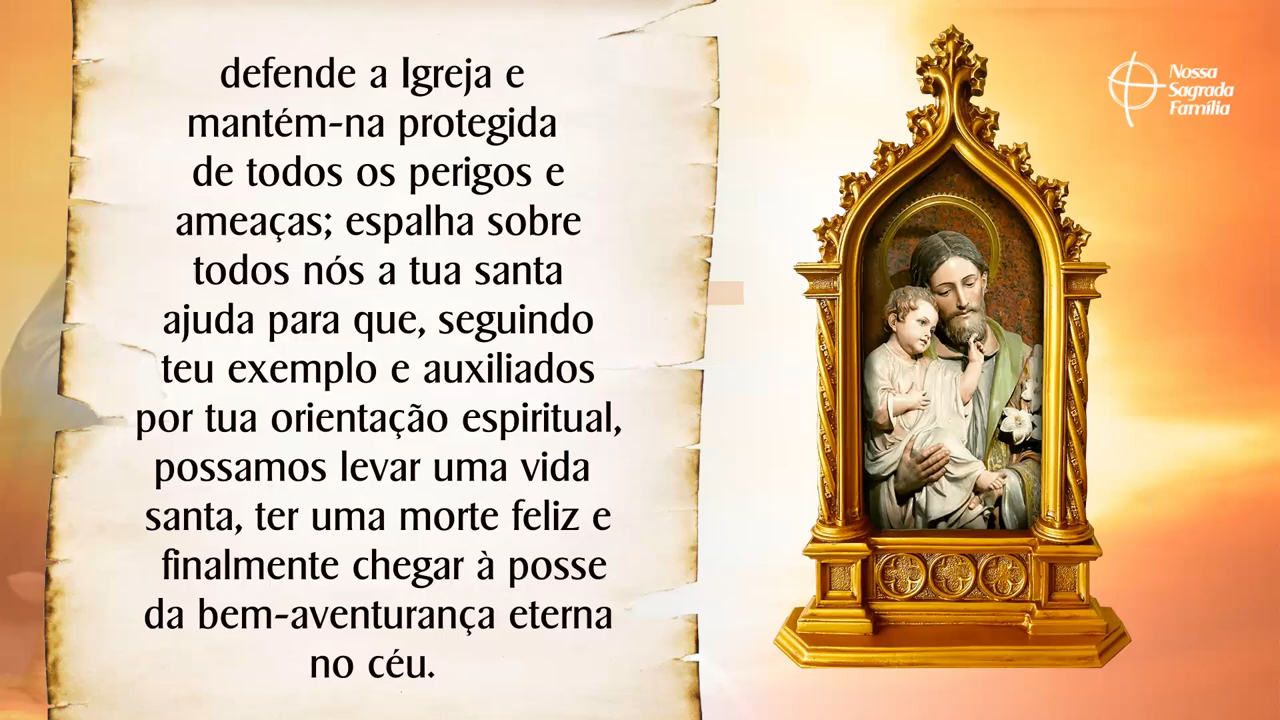 defende a Igreja e
mantém-na protegida
de todos os perigos e
ameaças; espalha sobre
todos nós a tua santa
ajuda para que, seguindo
teu exemplo e auxiliados
por tua orientação espiritual,
possamos levar uma vida
santa, ter uma morte feliz e
finalmente chegar à posse
da bem-aventurança eterna
no céu.
Nossa
Sagrada
Família